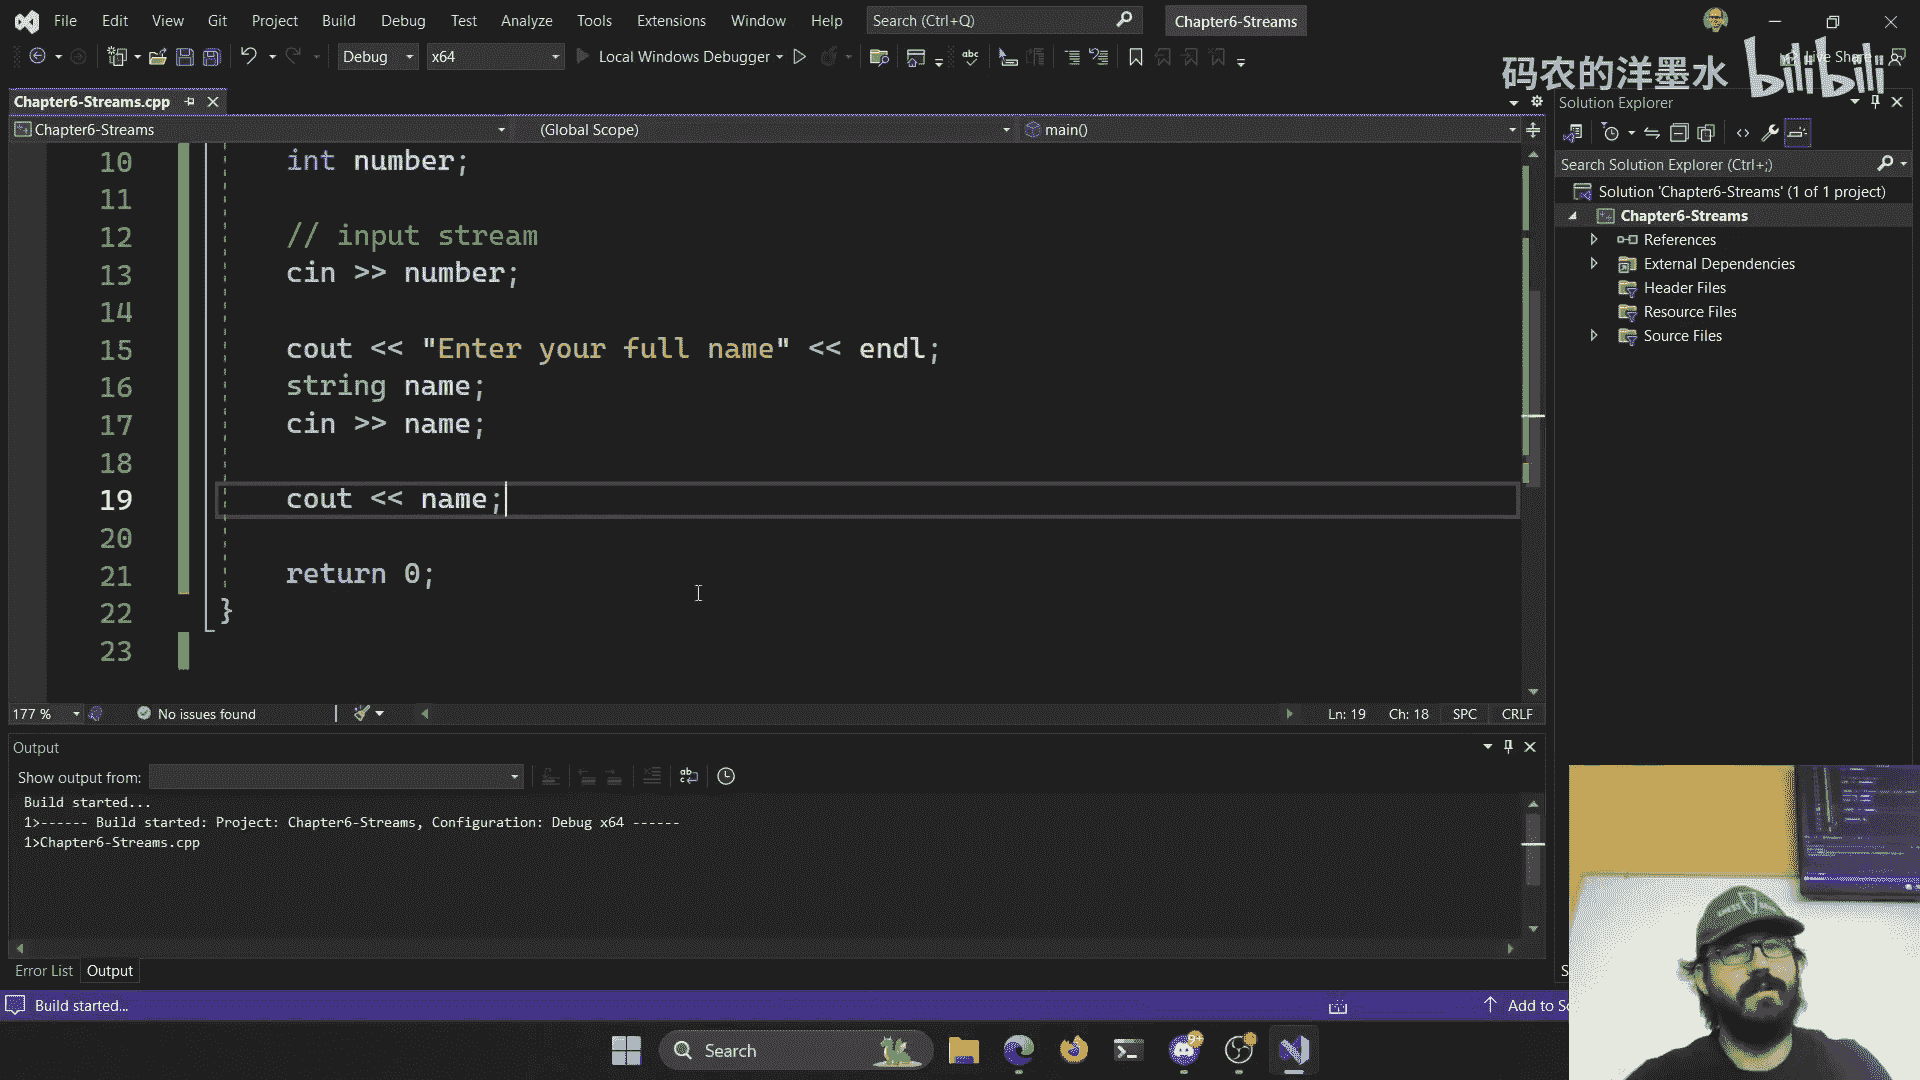 File Edit View Git Project Build Debug Test Analyze Tools Extensions Window Help Search (Ctrl+Q) Chapter6-Streams
Debug x64 Local Windows Debugger Live Share
码农的洋墨水 bilibili
Chapter6-Streams.cpp
Chapter6-Streams (Global Scope) main()
10 int number;
11
12 // input stream
13 cin >> number;
14
15 cout << "Enter your full name" << endl;
16 string name;
17 cin >> name;
18
19 cout << name;
20
21 return 0;
22 }
23
177 % No issues found Ln: 19 Ch: 18 SPC CRLF
Solution Explorer
Search Solution Explorer (Ctrl+;)
Solution 'Chapter6-Streams' (1 of 1 project)
Chapter6-Streams
References
External Dependencies
Header Files
Resource Files
Source Files
Output
Show output from:
Build started...
1>------ Build started: Project: Chapter6-Streams, Configuration: Debug x64 ------
1>Chapter6-Streams.cpp
Error List Output
Build started... Add to So
Search
9+